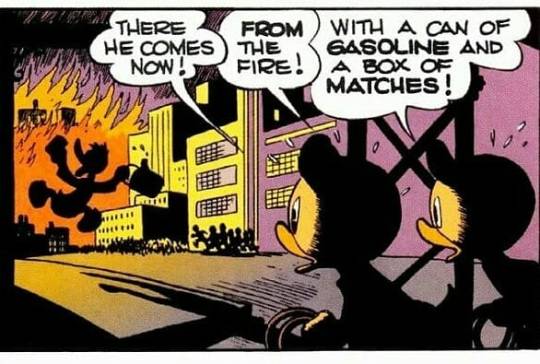 THERE
HE COMES
NOW!
FROM
THE
FIRE!
WITH A CAN OF
GASOLINE AND
A BOX OF
MATCHES!